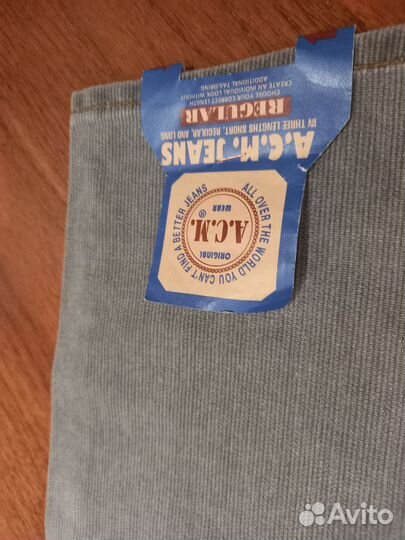 ALL OVER THE WORLD YOU CAN'T FIND A BETTER JEANS
ORIGINAL
A.C.M.
®
WEAR
A.C.M. JEANS
IN THREE LENGTHS SHORT, REGULAR, AND LONG
REGULAR
CHOOSE YOUR CORRECT LENGTH
CREATE AN INDIVIDUAL LOOK WITHOUT
ADDITIONAL TAILORING
Avito